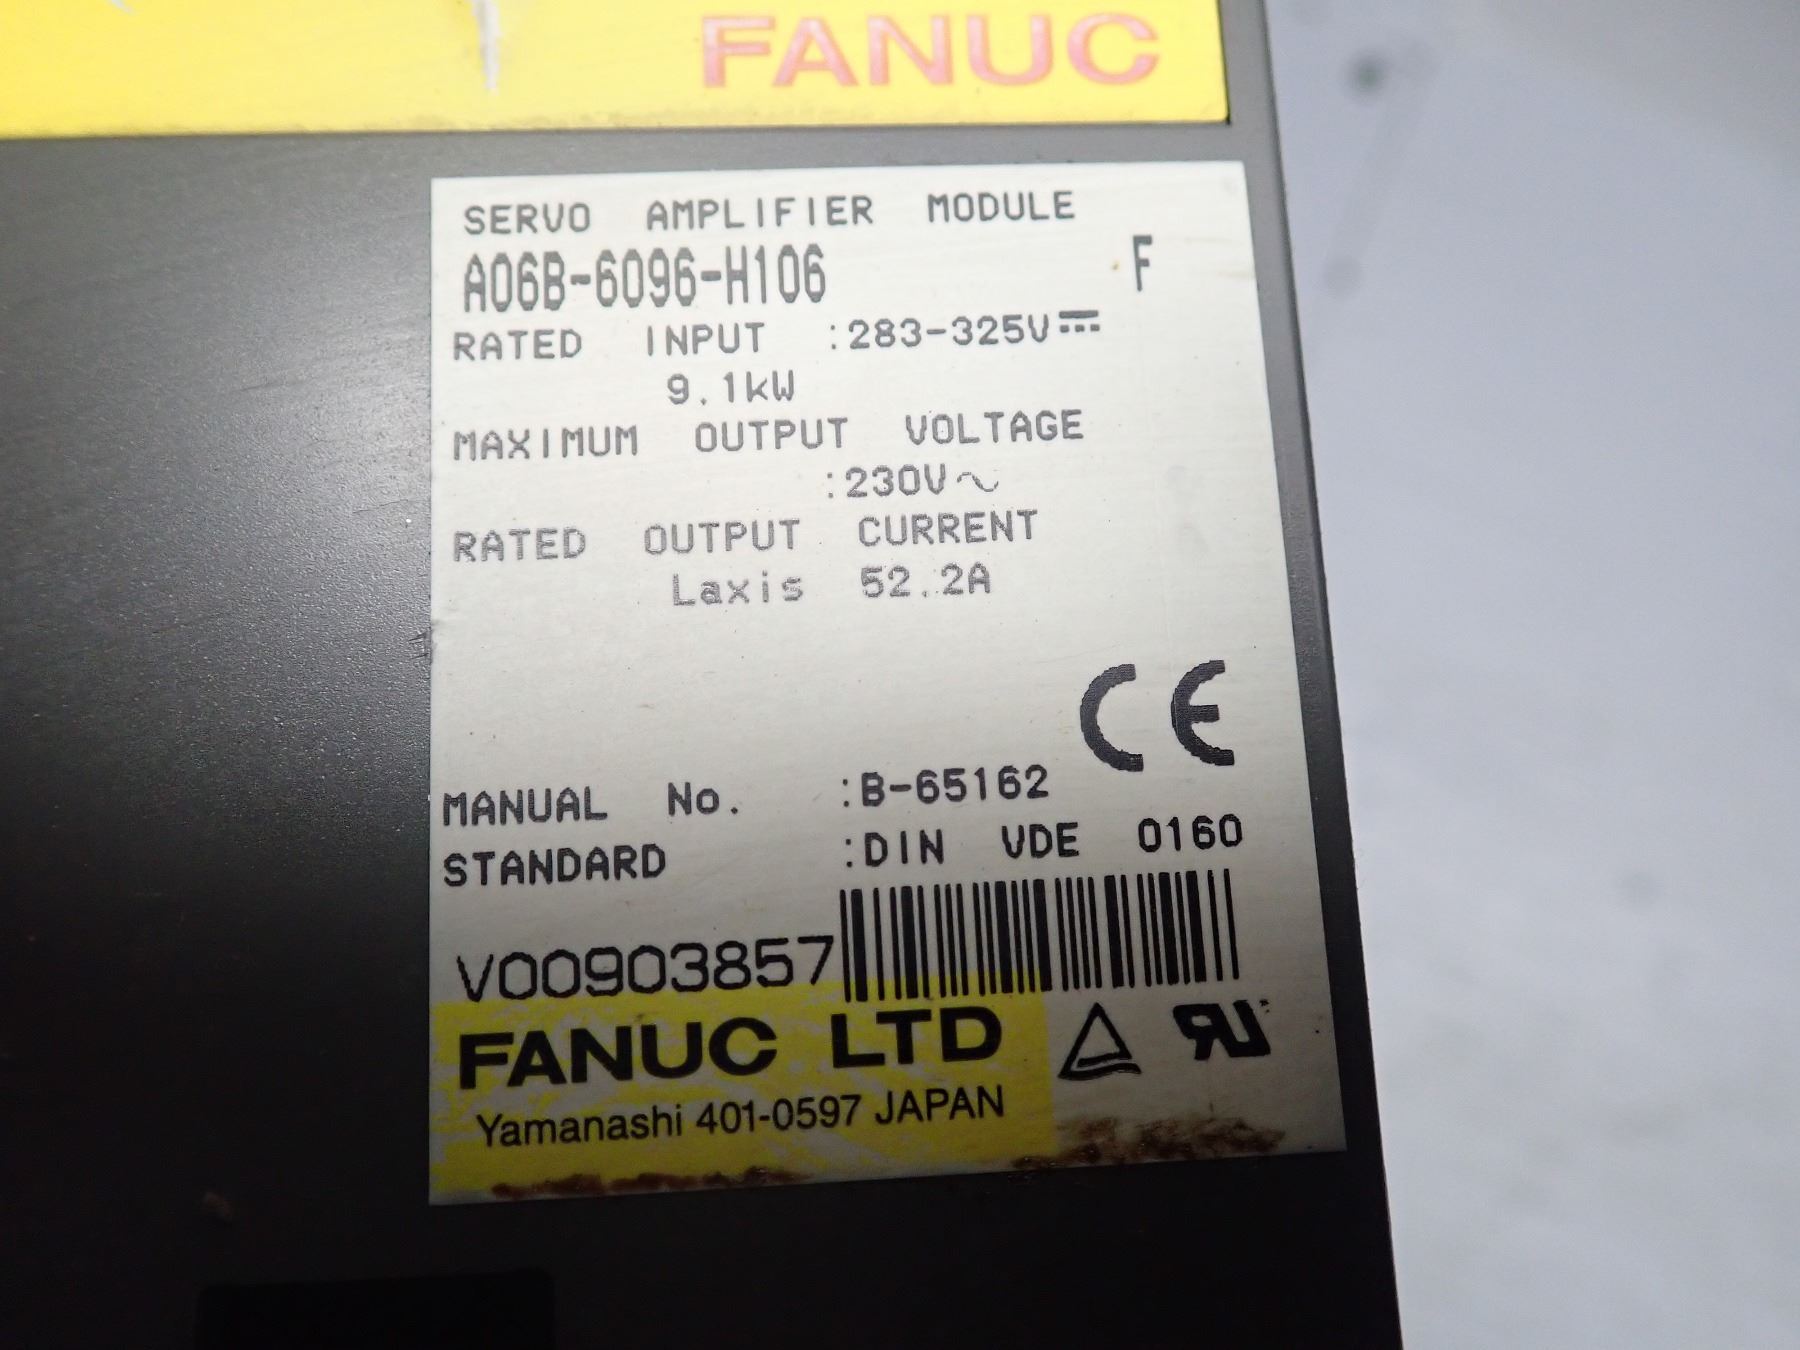 FANUC
SERVO AMPLIFIER MODULE
A06B-6096-H106 F
RATED INPUT :283-325V⎓
9.1kW
MAXIMUM OUTPUT VOLTAGE
:230V~
RATED OUTPUT CURRENT
Laxis 52.2A
CE
MANUAL No. :B-65162
STANDARD :DIN VDE 0160
V00903857
FANUC LTD
Yamanashi 401-0597 JAPAN